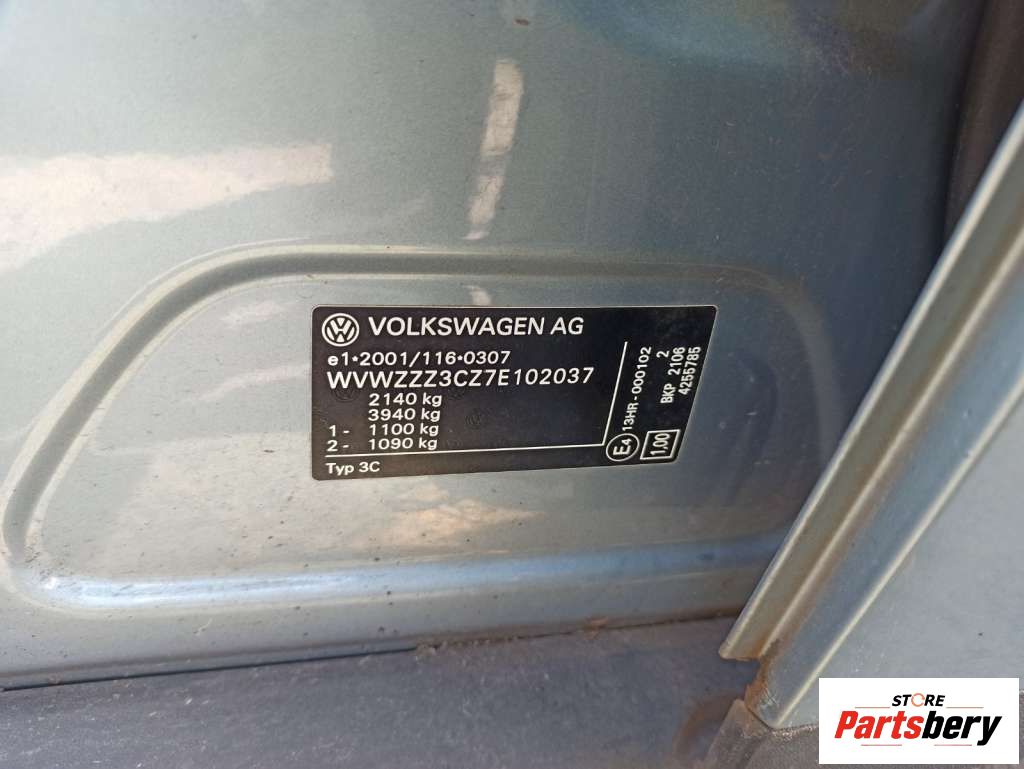 VOLKSWAGEN AG
e1*2001/116*0307
WVWZZZ3CZ7E102037
2140 kg
3940 kg
1- 1100 kg
2- 1090 kg
Typ 3C
E4 13HR-000102
1,00 BKP 2106 2
4255785
STORE
Partsbery